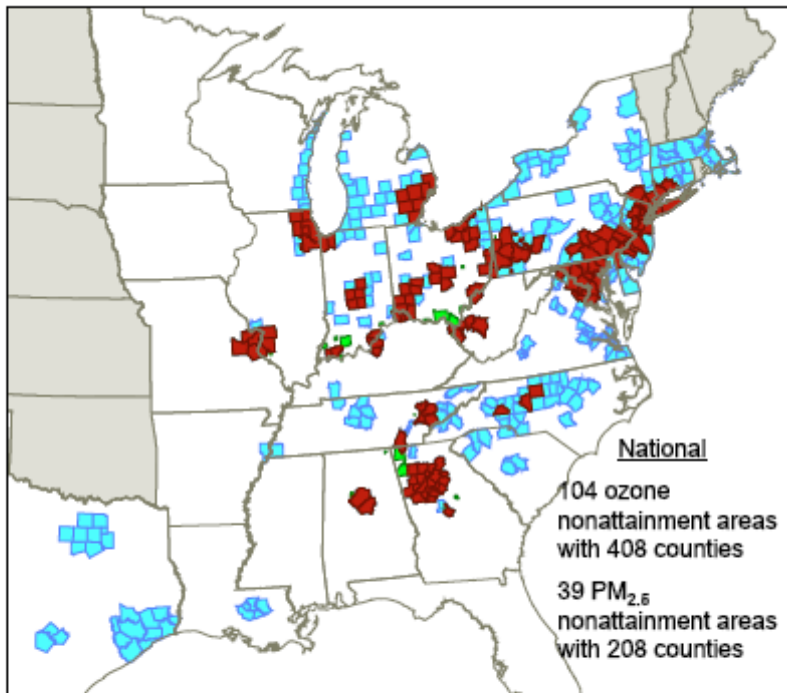 National
104 ozone
nonattainment areas
with 408 counties
39 PM2.5
nonattainment areas
with 208 counties